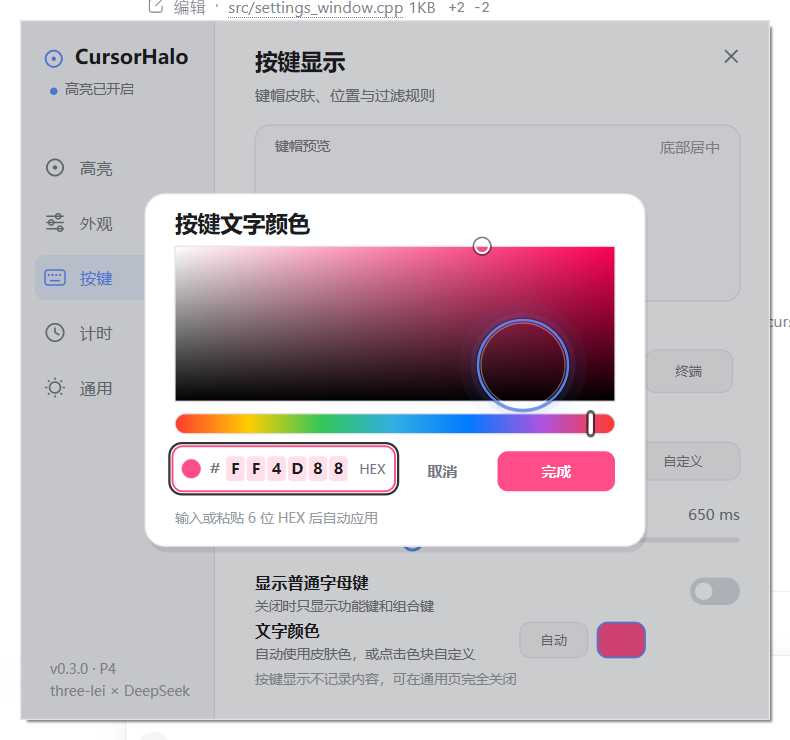 编辑 · src/settings_window.cpp 1KB +2 -2
CursorHalo
高亮已开启
高亮
外观
按键
计时
通用
v0.3.0 · P4
three-lei × DeepSeek
按键显示
键帽皮肤、位置与过滤规则
键帽预览
底部居中
终端
自定义
650 ms
按键文字颜色
# F F 4 D 8 8 HEX
取消
完成
输入或粘贴 6 位 HEX 后自动应用
显示普通字母键
关闭时只显示功能键和组合键
文字颜色
自动使用皮肤色，或点击色块自定义
自动
按键显示不记录内容，可在通用页完全关闭